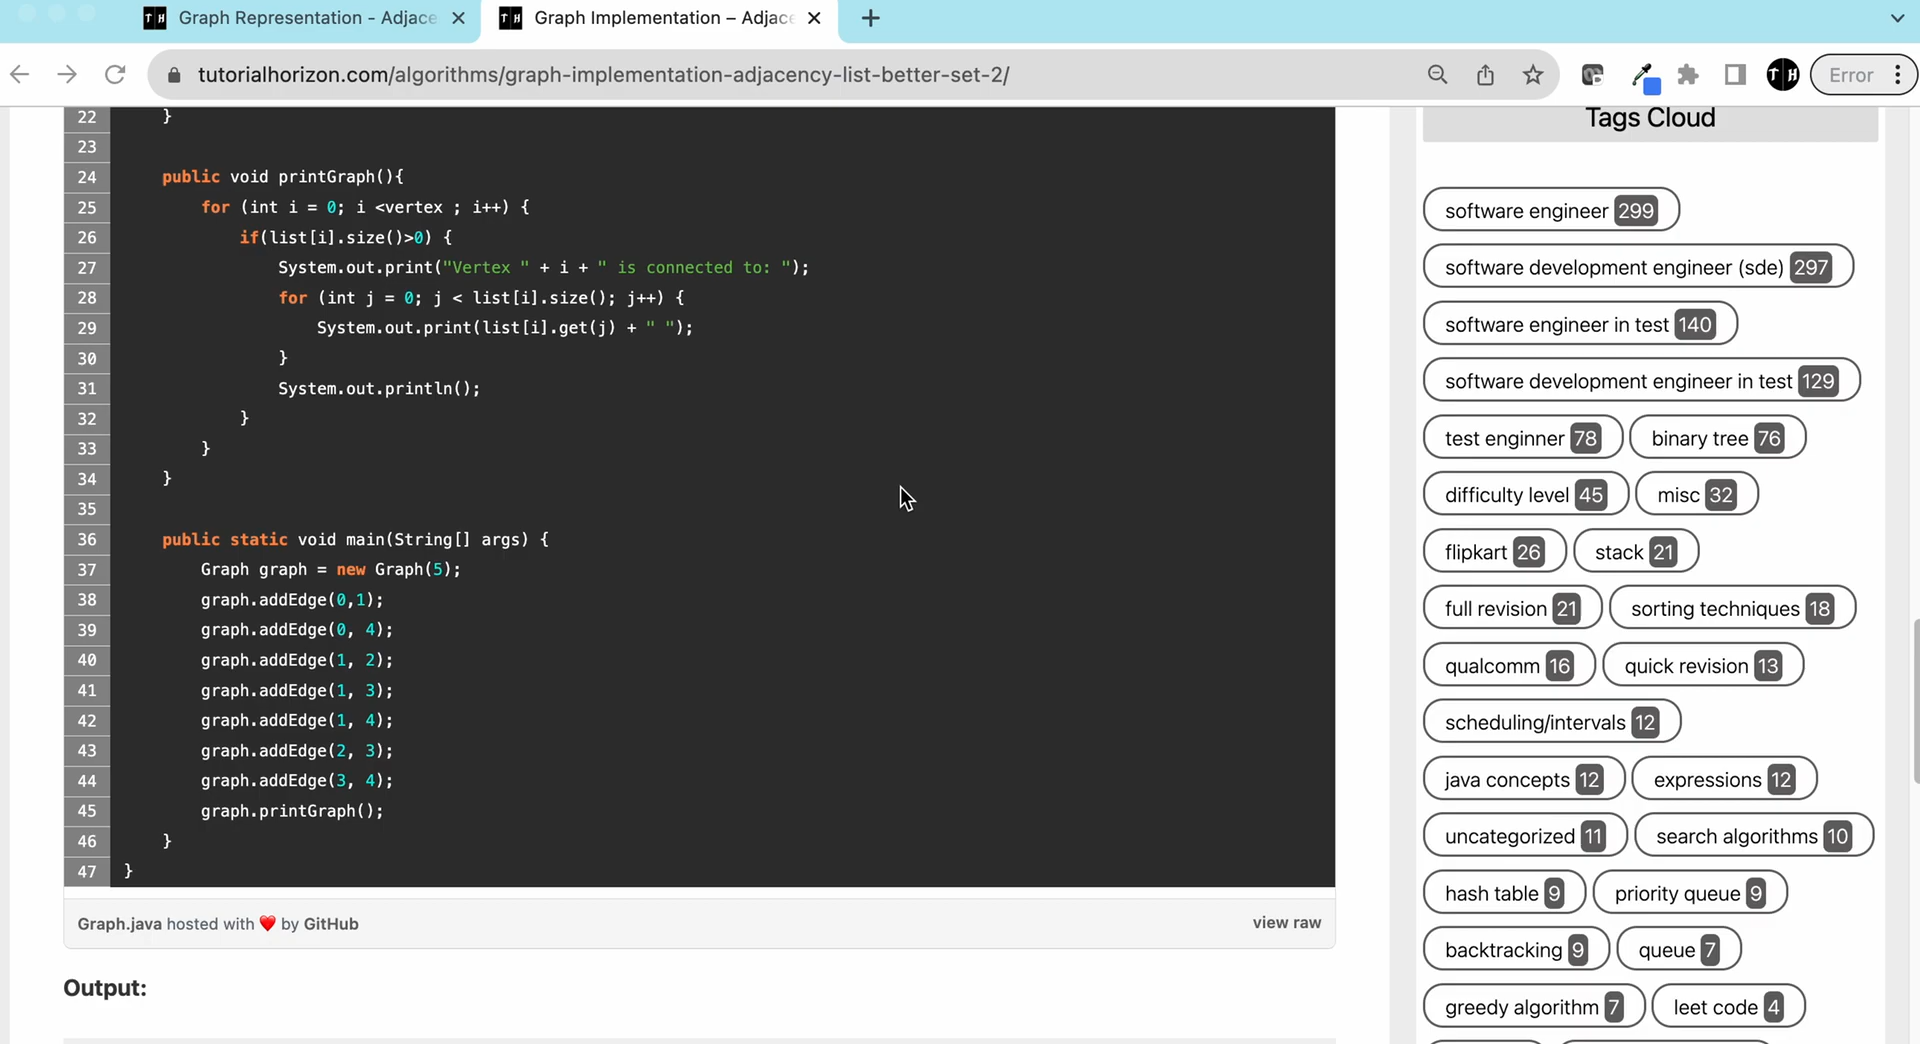 Graph Representation - Adjace
Graph Implementation – Adjace
tutorialhorizon.com/algorithms/graph-implementation-adjacency-list-better-set-2/
TH
Error
22 }
23
24 public void printGraph(){
25 for (int i = 0; i <vertex ; i++) {
26 if(list[i].size()>0) {
27 System.out.print("Vertex " + i + " is connected to: ");
28 for (int j = 0; j < list[i].size(); j++) {
29 System.out.print(list[i].get(j) + " ");
30 }
31 System.out.println();
32 }
33 }
34 }
35
36 public static void main(String[] args) {
37 Graph graph = new Graph(5);
38 graph.addEdge(0,1);
39 graph.addEdge(0, 4);
40 graph.addEdge(1, 2);
41 graph.addEdge(1, 3);
42 graph.addEdge(1, 4);
43 graph.addEdge(2, 3);
44 graph.addEdge(3, 4);
45 graph.printGraph();
46 }
47 }
Graph.java hosted with ❤ by GitHub
view raw
Output:
Tags Cloud
software engineer 299
software development engineer (sde) 297
software engineer in test 140
software development engineer in test 129
test enginner 78 binary tree 76
difficulty level 45 misc 32
flipkart 26 stack 21
full revision 21 sorting techniques 18
qualcomm 16 quick revision 13
scheduling/intervals 12
java concepts 12 expressions 12
uncategorized 11 search algorithms 10
hash table 9 priority queue 9
backtracking 9 queue 7
greedy algorithm 7 leet code 4